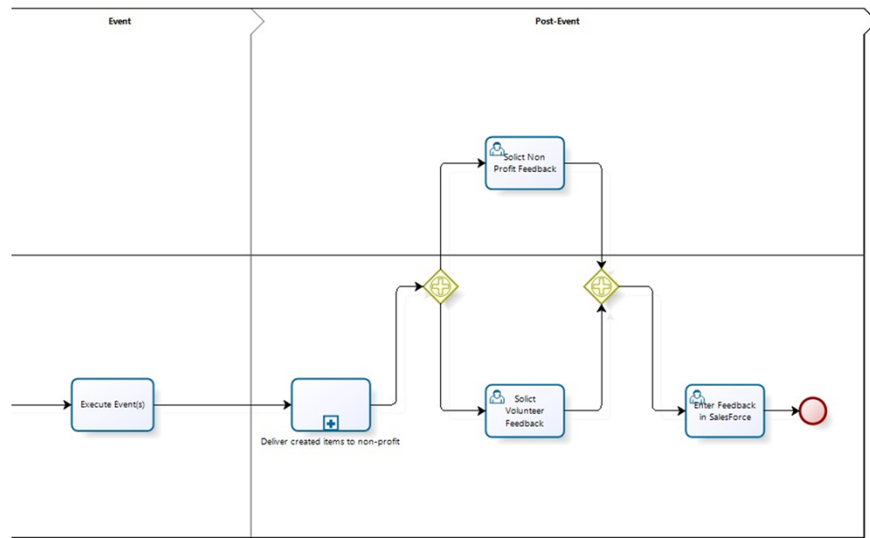 Event
Post-Event
Solict Non
Profit Feedback
Execute Event(s)
Deliver created items to non-profit
Solict
Volunteer
Feedback
Enter Feedback
in SalesForce